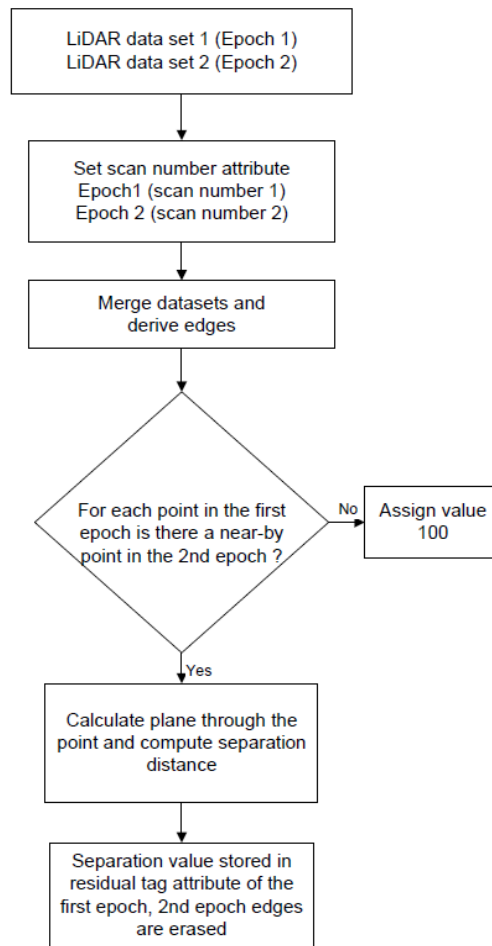 LiDAR data set 1 (Epoch 1)
LiDAR data set 2 (Epoch 2)
Set scan number attribute
Epoch1 (scan number 1)
Epoch 2 (scan number 2)
Merge datasets and
derive edges
For each point in the first
epoch is there a near-by
point in the 2nd epoch ?
No
Assign value
100
Yes
Calculate plane through the
point and compute separation
distance
Separation value stored in
residual tag attribute of the
first epoch, 2nd epoch edges
are erased